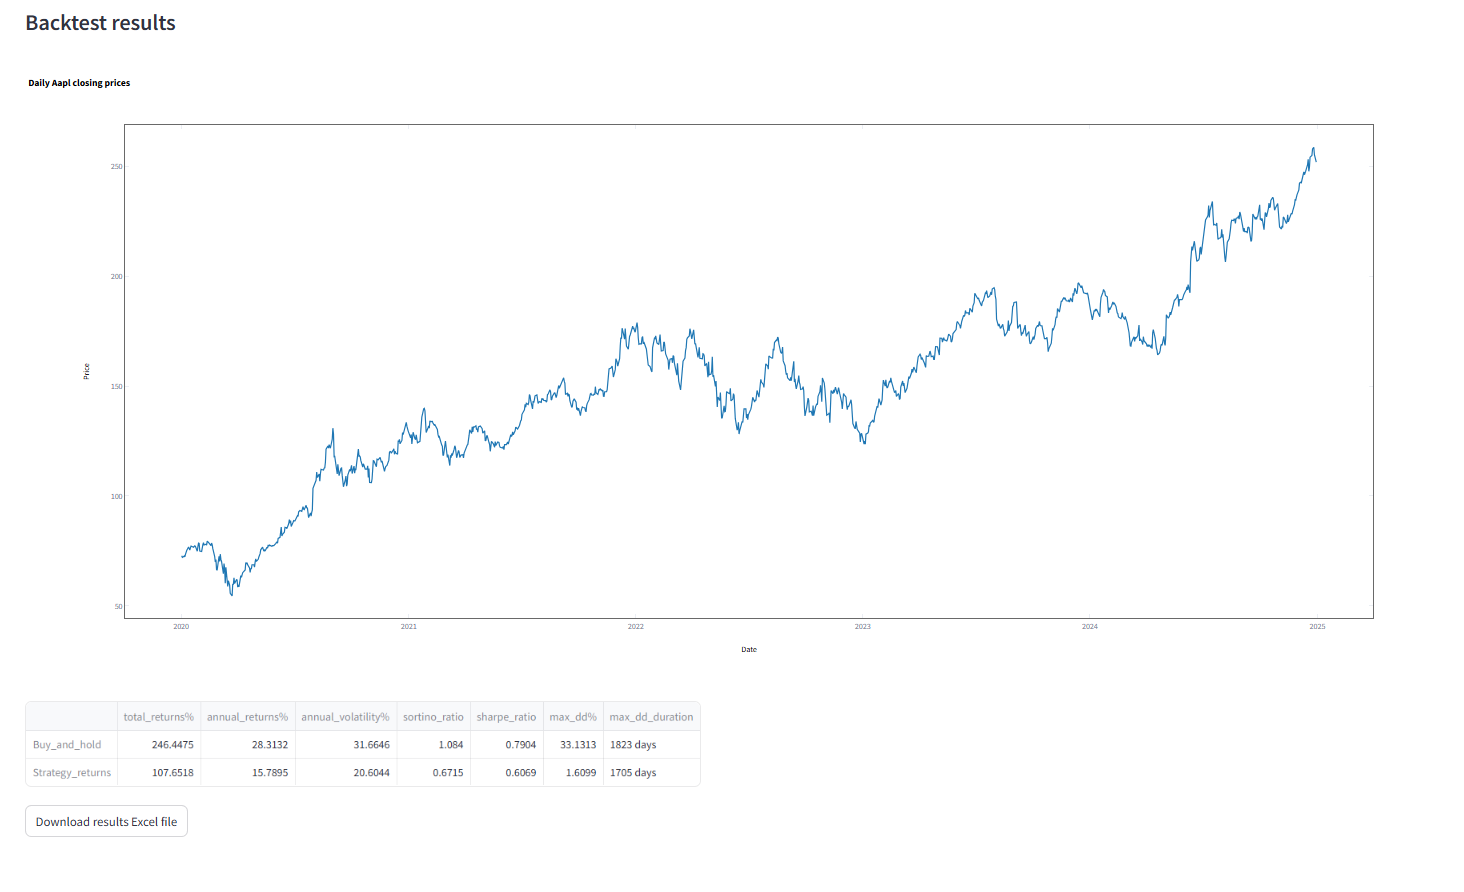 Backtest results
Daily Aapl closing prices
250
200
150
100
50
Price
2020 2021 2022 2023 2024 2025
Date
total_returns% annual_returns% annual_volatility% sortino_ratio sharpe_ratio max_dd% max_dd_duration
Buy_and_hold 246.4475 28.3132 31.6646 1.084 0.7904 33.1313 1823 days
Strategy_returns 107.6518 15.7895 20.6044 0.6715 0.6069 1.6099 1705 days
Download results Excel file